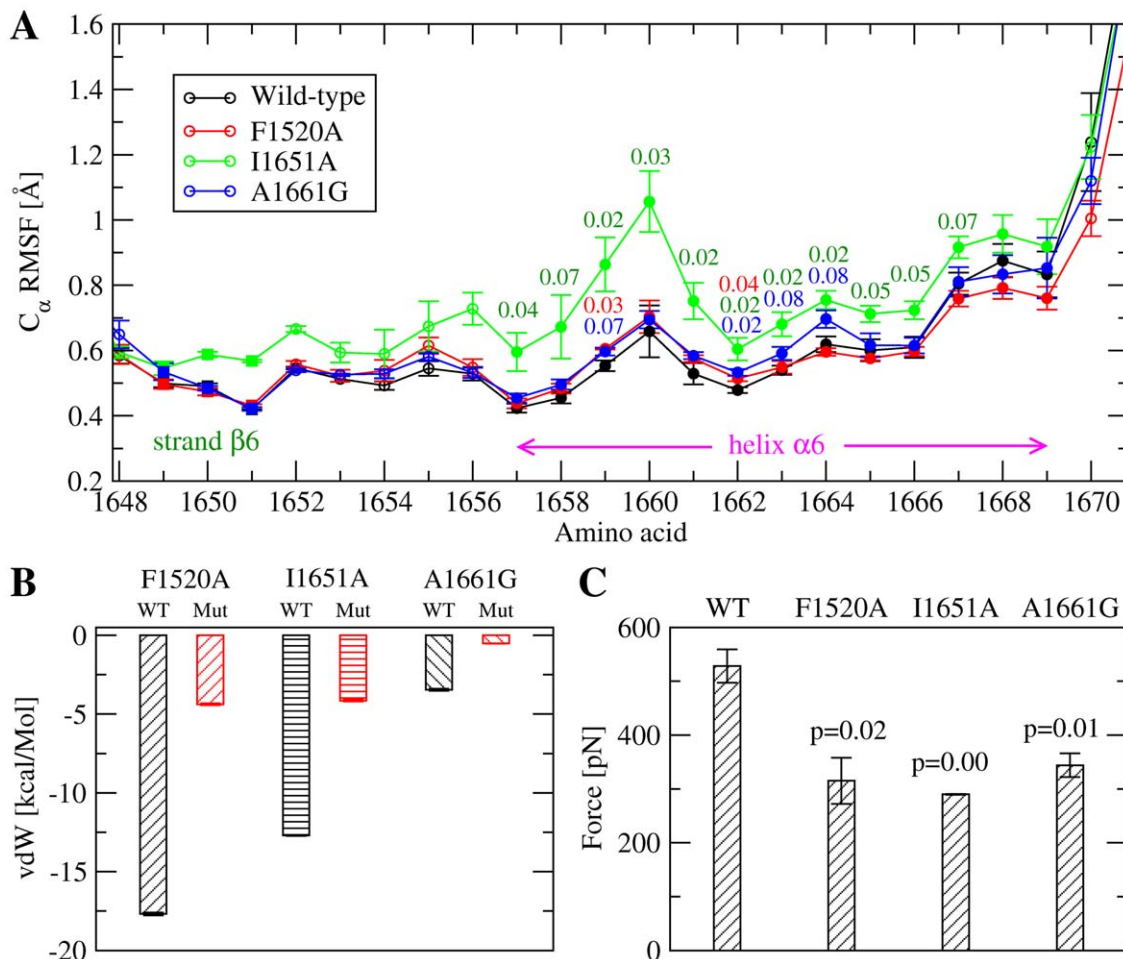 A
1.6
1.4
1.2
1
0.8
0.6
0.4
0.2
Cα RMSF [Å]
Wild-type
F1520A
I1651A
A1661G
0.04
0.07
0.02
0.03
0.02
0.03
0.07
0.04
0.02
0.02
0.02
0.08
0.02
0.08
0.05
0.05
0.07
strand β6
helix α6
1648 1650 1652 1654 1656 1658 1660 1662 1664 1666 1668 1670
Amino acid
B
F1520A I1651A A1661G
WT Mut WT Mut WT Mut
0
-5
-10
-15
-20
vdW [kcal/Mol]
C
WT F1520A I1651A A1661G
600
400
200
0
Force [pN]
p=0.02
p=0.00
p=0.01